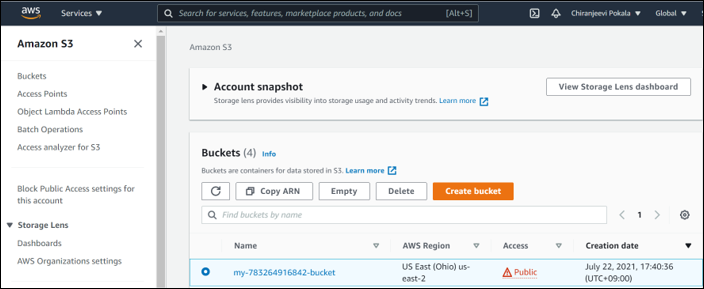 aws
Services
Search for services, features, marketplace products, and docs [Alt+S]
Chiranjeevi Pokala
Global
Amazon S3
Buckets
Access Points
Object Lambda Access Points
Batch Operations
Access analyzer for S3
Block Public Access settings for
this account
Storage Lens
Dashboards
AWS Organizations settings
Amazon S3
Account snapshot
View Storage Lens dashboard
Storage lens provides visibility into storage usage and activity trends. Learn more
Buckets (4) Info
Buckets are containers for data stored in S3. Learn more
Copy ARN
Empty
Delete
Create bucket
Find buckets by name
1
Name
AWS Region
Access
Creation date
my-783264916842-bucket
US East (Ohio) us-
east-2
Public
July 22, 2021, 17:40:36
(UTC+09:00)